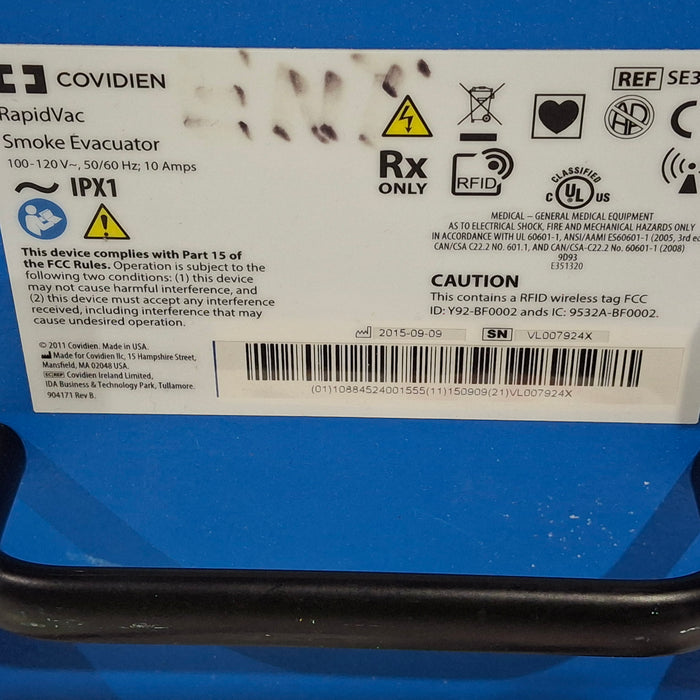 COVIDIEN
RapidVac
Smoke Evacuator
100-120 V~, 50/60 Hz; 10 Amps
IPX1
This device complies with Part 15 of
the FCC Rules. Operation is subject to the
following two conditions: (1) this device
may not cause harmful interference, and
(2) this device must accept any interference
received, including interference that may
cause undesired operation.
© 2011 Covidien. Made in USA.
Made for Covidien llc, 15 Hampshire Street,
Mansfield, MA 02048 USA.
EC REP Covidien Ireland Limited,
IDA Business & Technology Park, Tullamore.
904171 Rev B.
REF SE3
Rx
ONLY
RFID
CLASSIFIED
C UL US
MEDICAL – GENERAL MEDICAL EQUIPMENT
AS TO ELECTRICAL SHOCK, FIRE AND MECHANICAL HAZARDS ONLY
IN ACCORDANCE WITH UL 60601-1, ANSI/AAMI ES60601-1 (2005, 3rd
CAN/CSA C22.2 NO. 601.1, AND CAN/CSA-C22.2 No. 60601-1 (2008)
9D93
E351320
CAUTION
This contains a RFID wireless tag FCC
ID: Y92-BF0002 and IC: 9532A-BF0002.
2015-09-09 SN VL007924X
(01)10884524001555(11)150909(21)VL007924X